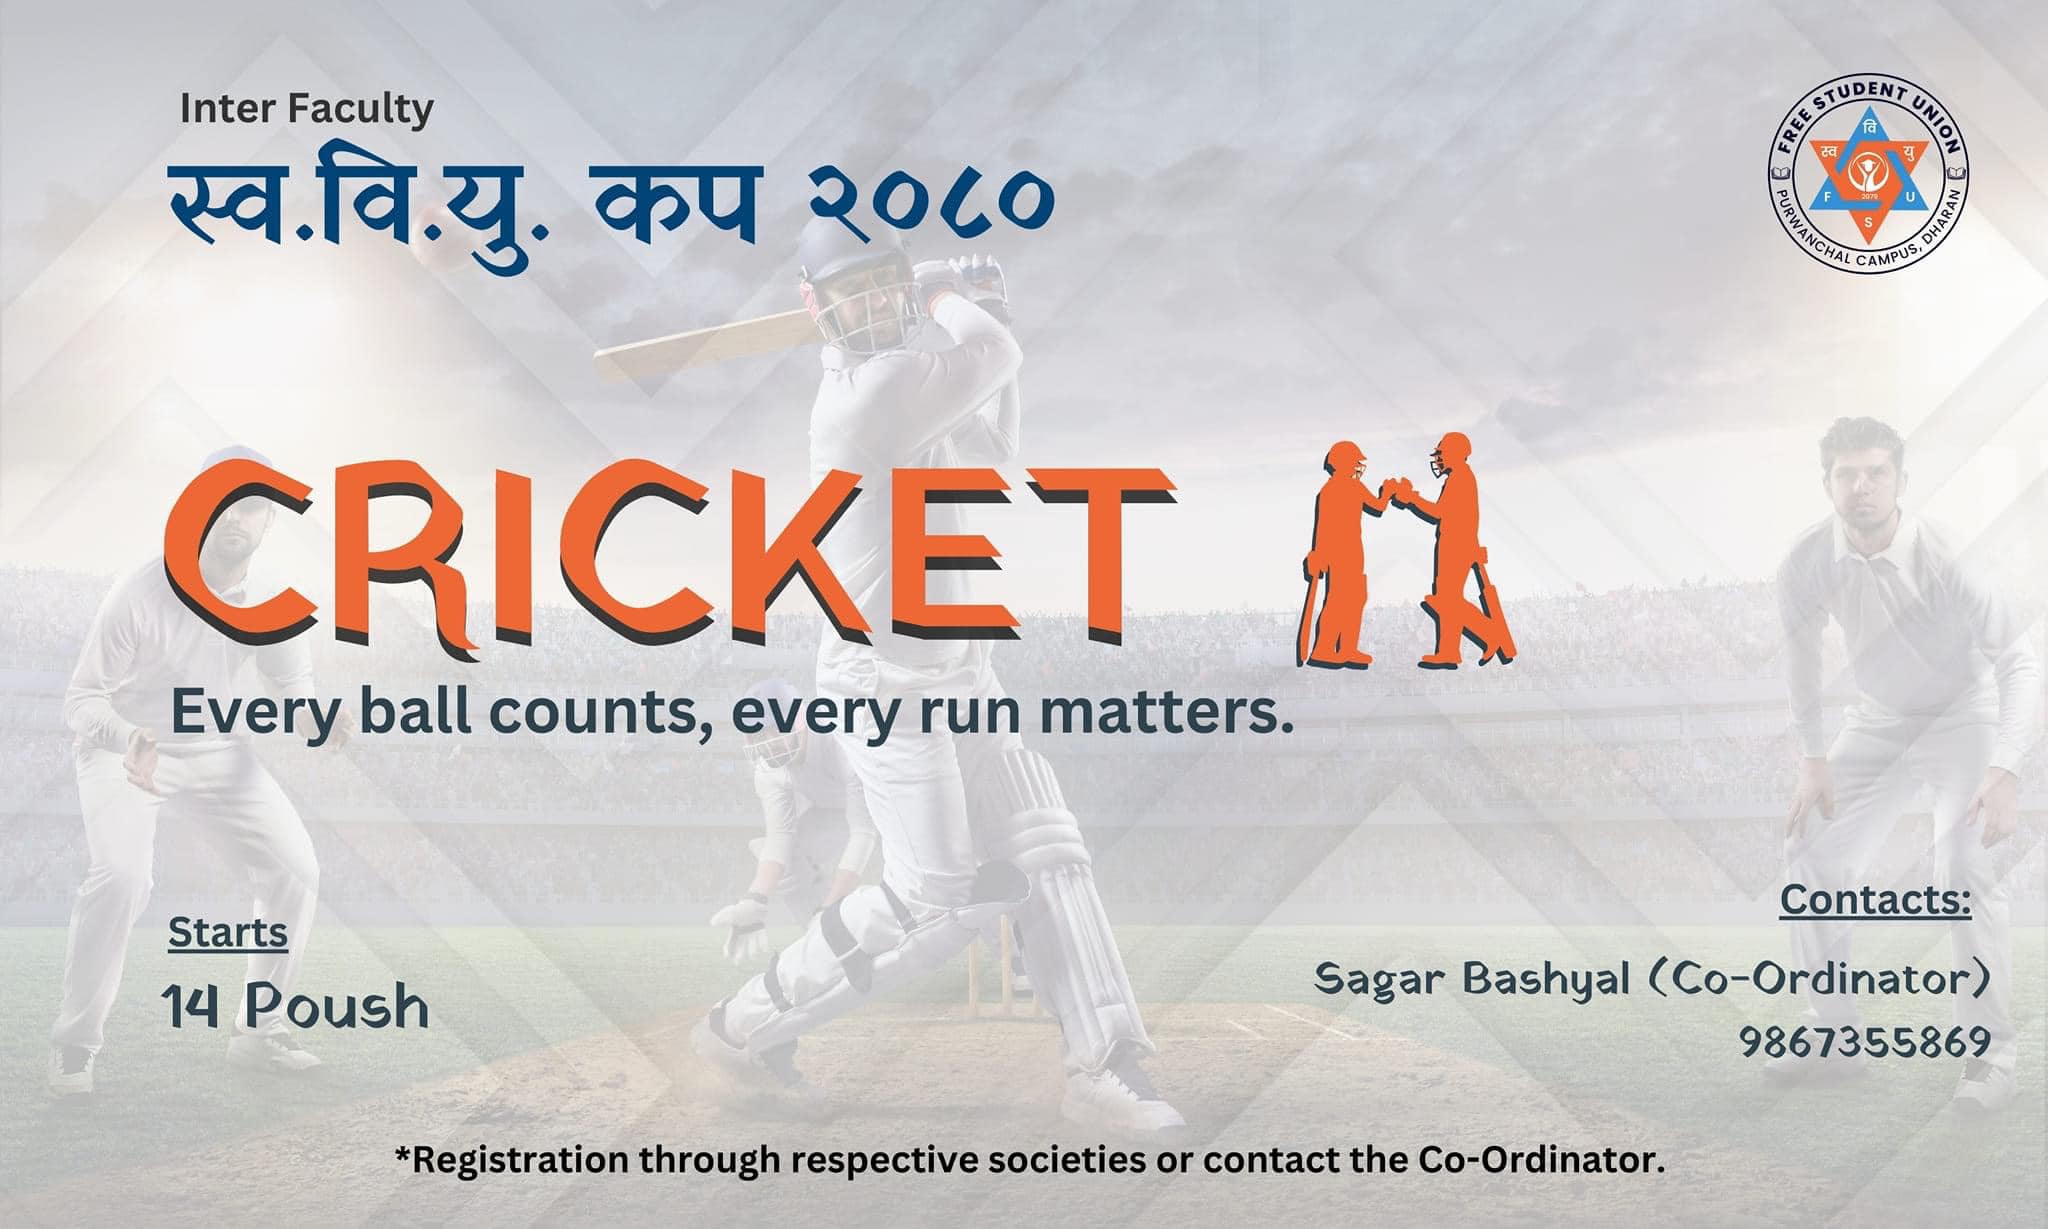 Inter Faculty
स्व.वि.यु. कप २०८०
FREE STUDENT UNION
वि
स्व यु
2079
F U
S
PURWANCHAL CAMPUS, DHARAN
CRICKET
Every ball counts, every run matters.
Starts
14 Poush
Contacts:
Sagar Bashyal (Co-Ordinator)
9867355869
*Registration through respective societies or contact the Co-Ordinator.